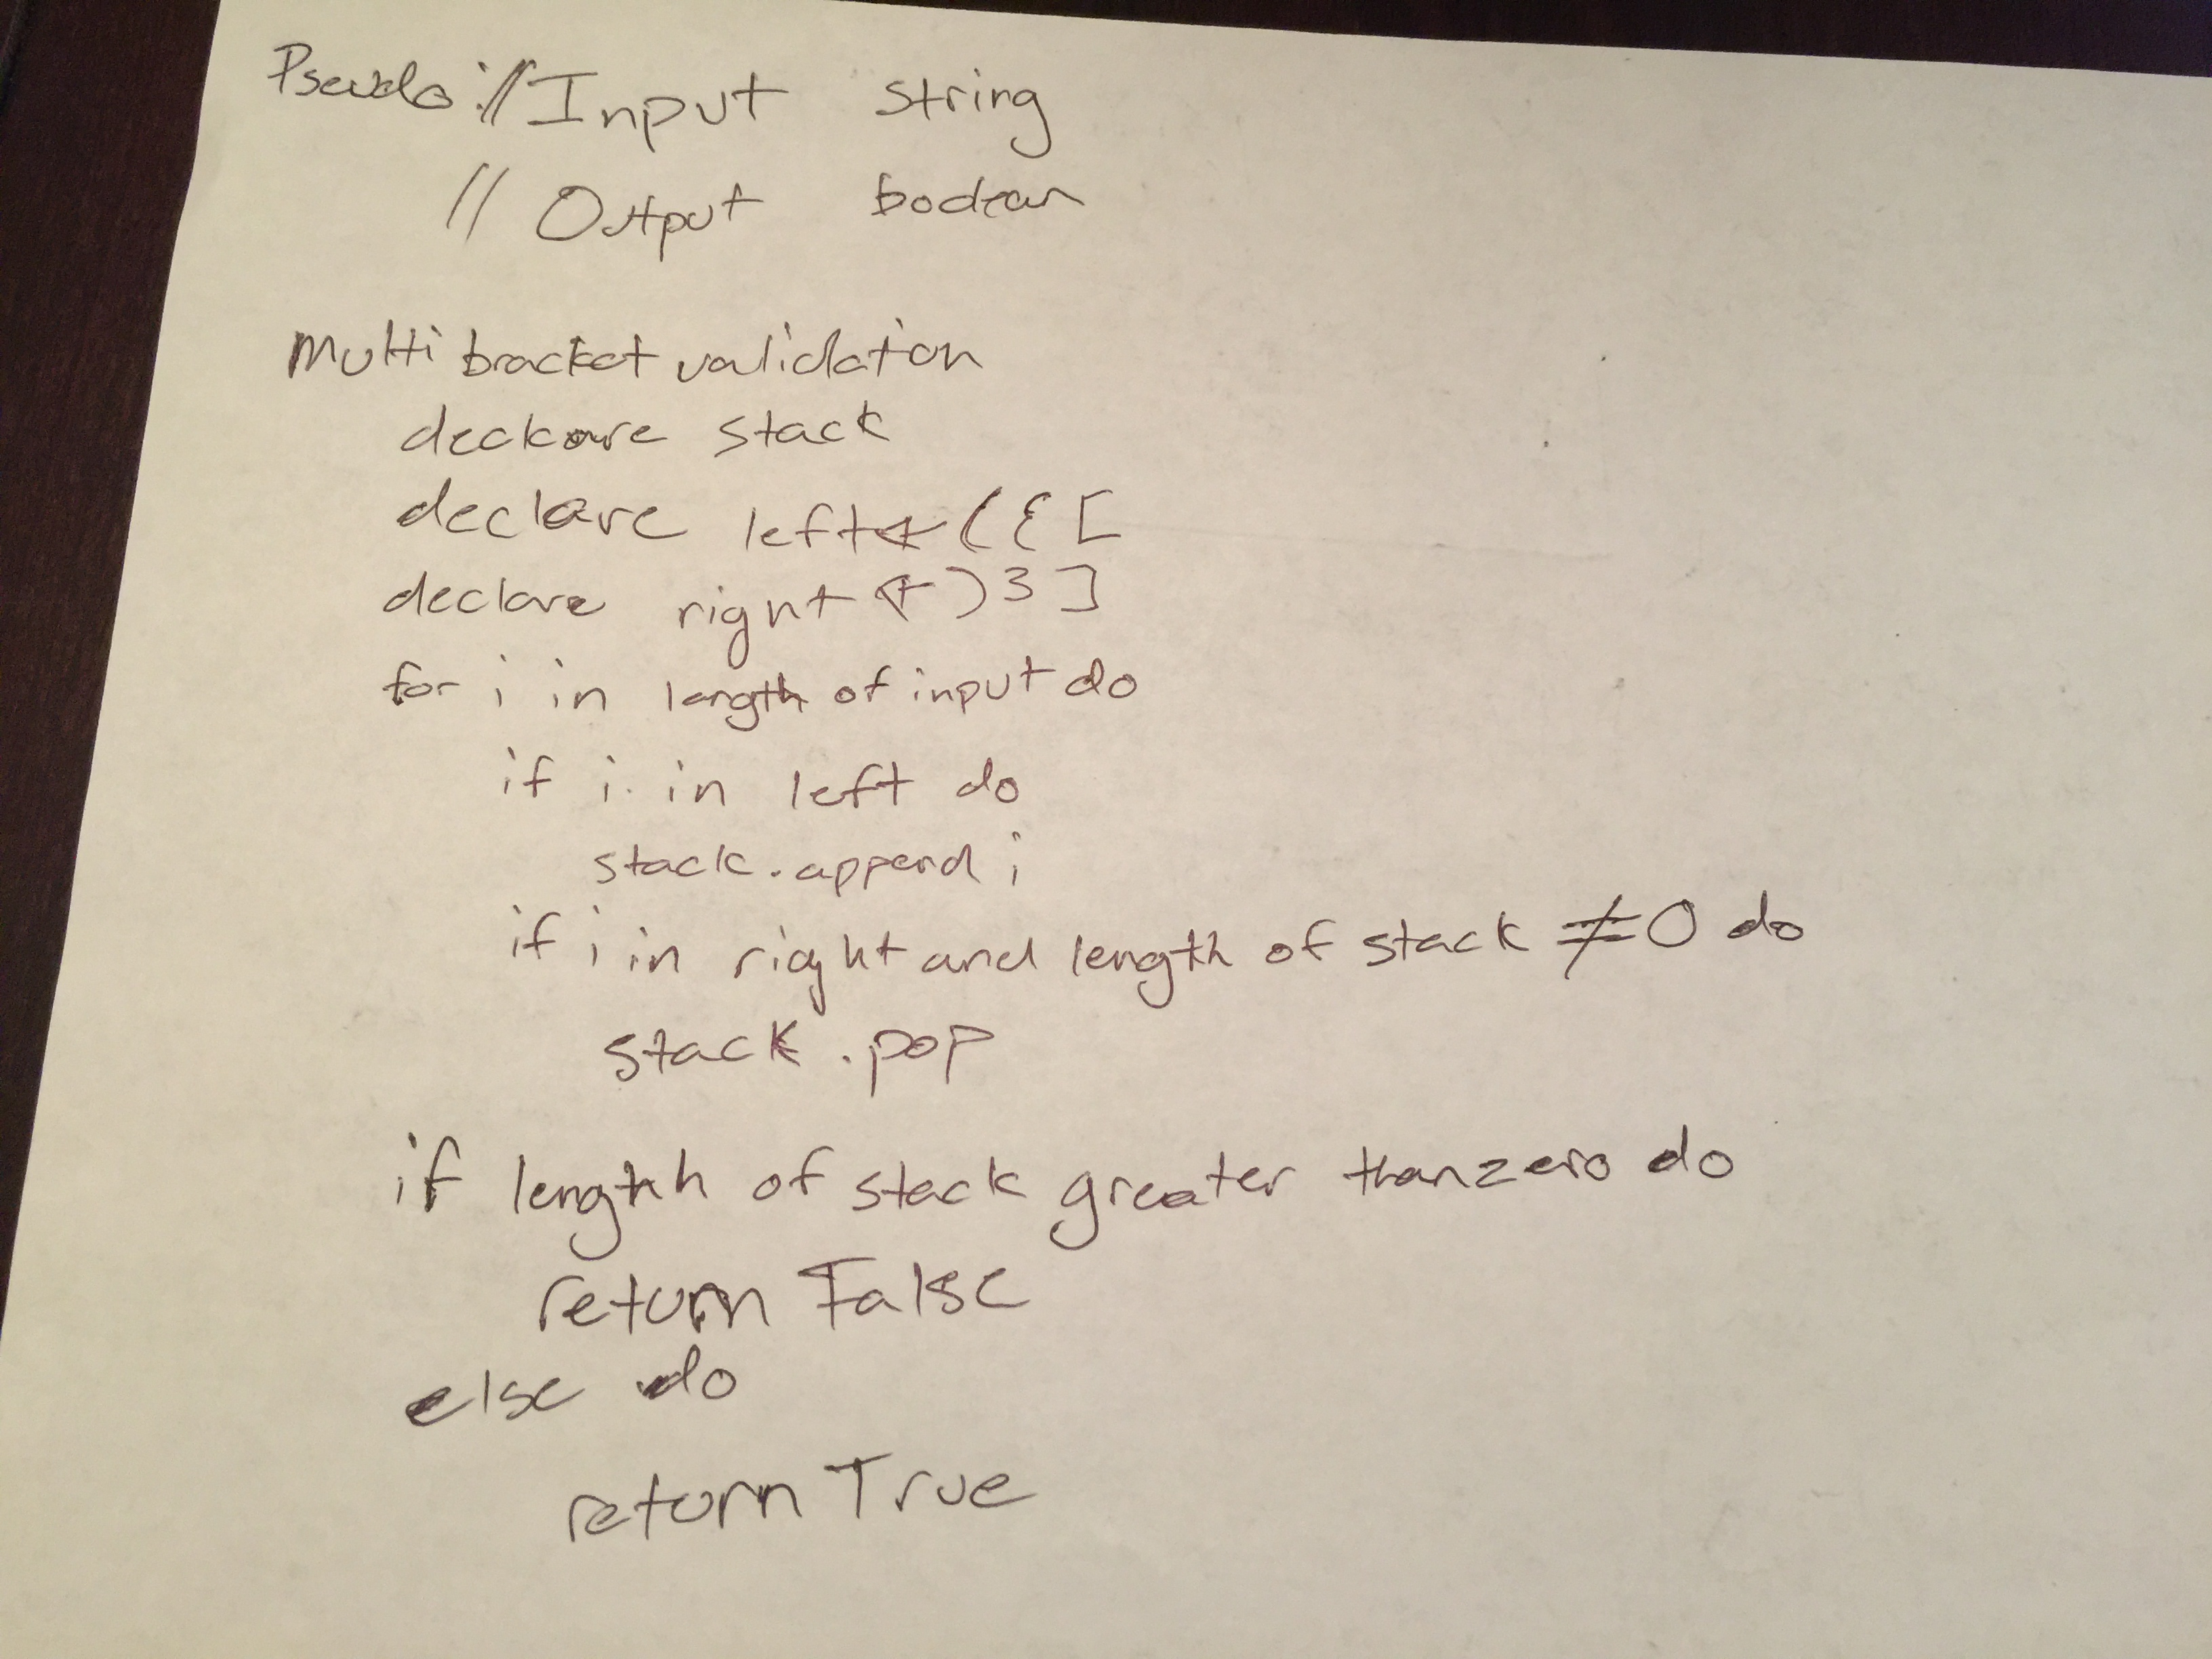 Pseudo://Input string
// Output boolean
Multi bracket validation
declare stack
declare left ← ( { [
declare right ← ) } ]
for i in length of input do
if i in left do
stack.append i
if i in right and length of stack ≠ 0 do
stack.pop
if length of stack greater than zero do
return False
else do
return True